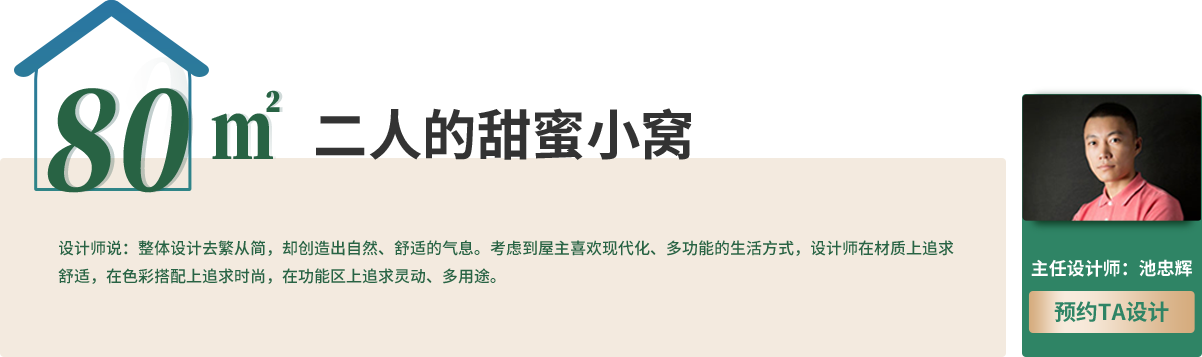 80㎡ 二人的甜蜜小窝
设计师说：整体设计去繁从简，却创造出自然、舒适的气息。考虑到屋主喜欢现代化、多功能的生活方式，设计师在材质上追求
舒适，在色彩搭配上追求时尚，在功能区上追求灵动、多用途。
主任设计师：池忠辉
预约TA设计